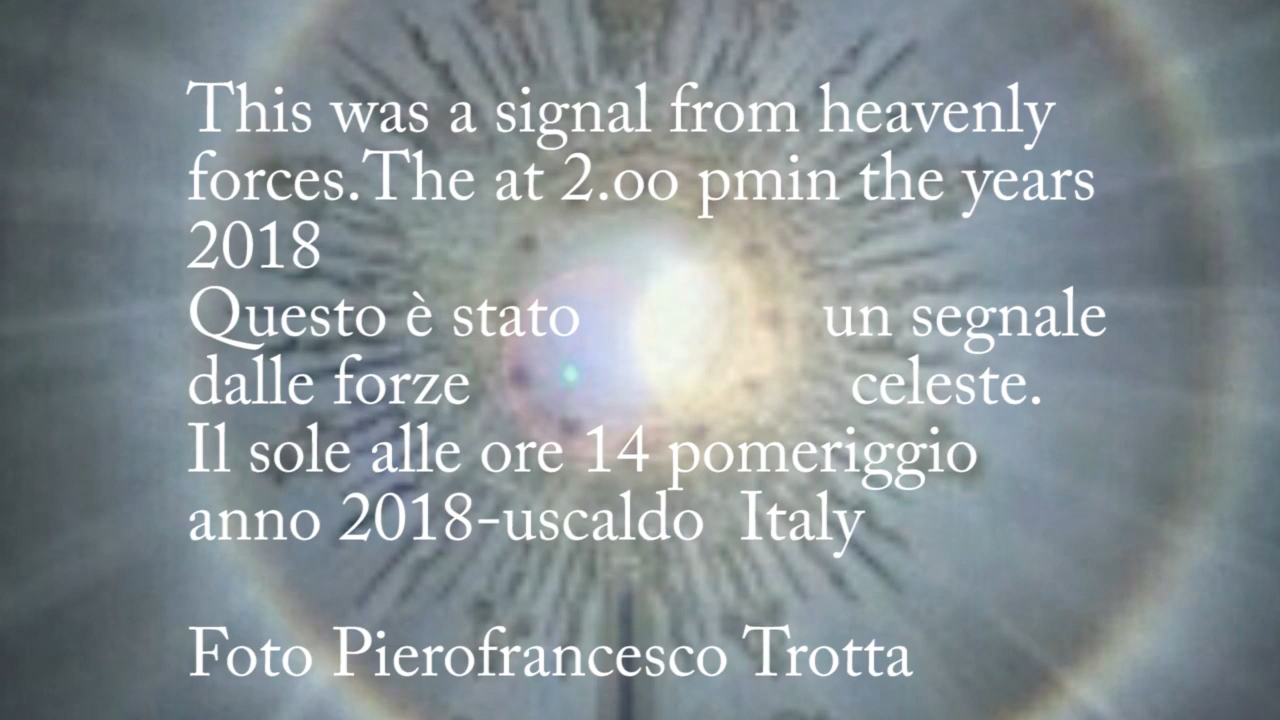 This was a signal from heavenly
forces.The at 2.oo pmin the years
2018
Questo è stato un segnale
dalle forze celeste.
Il sole alle ore 14 pomeriggio
anno 2018-uscaldo Italy
Foto Pierofrancesco Trotta